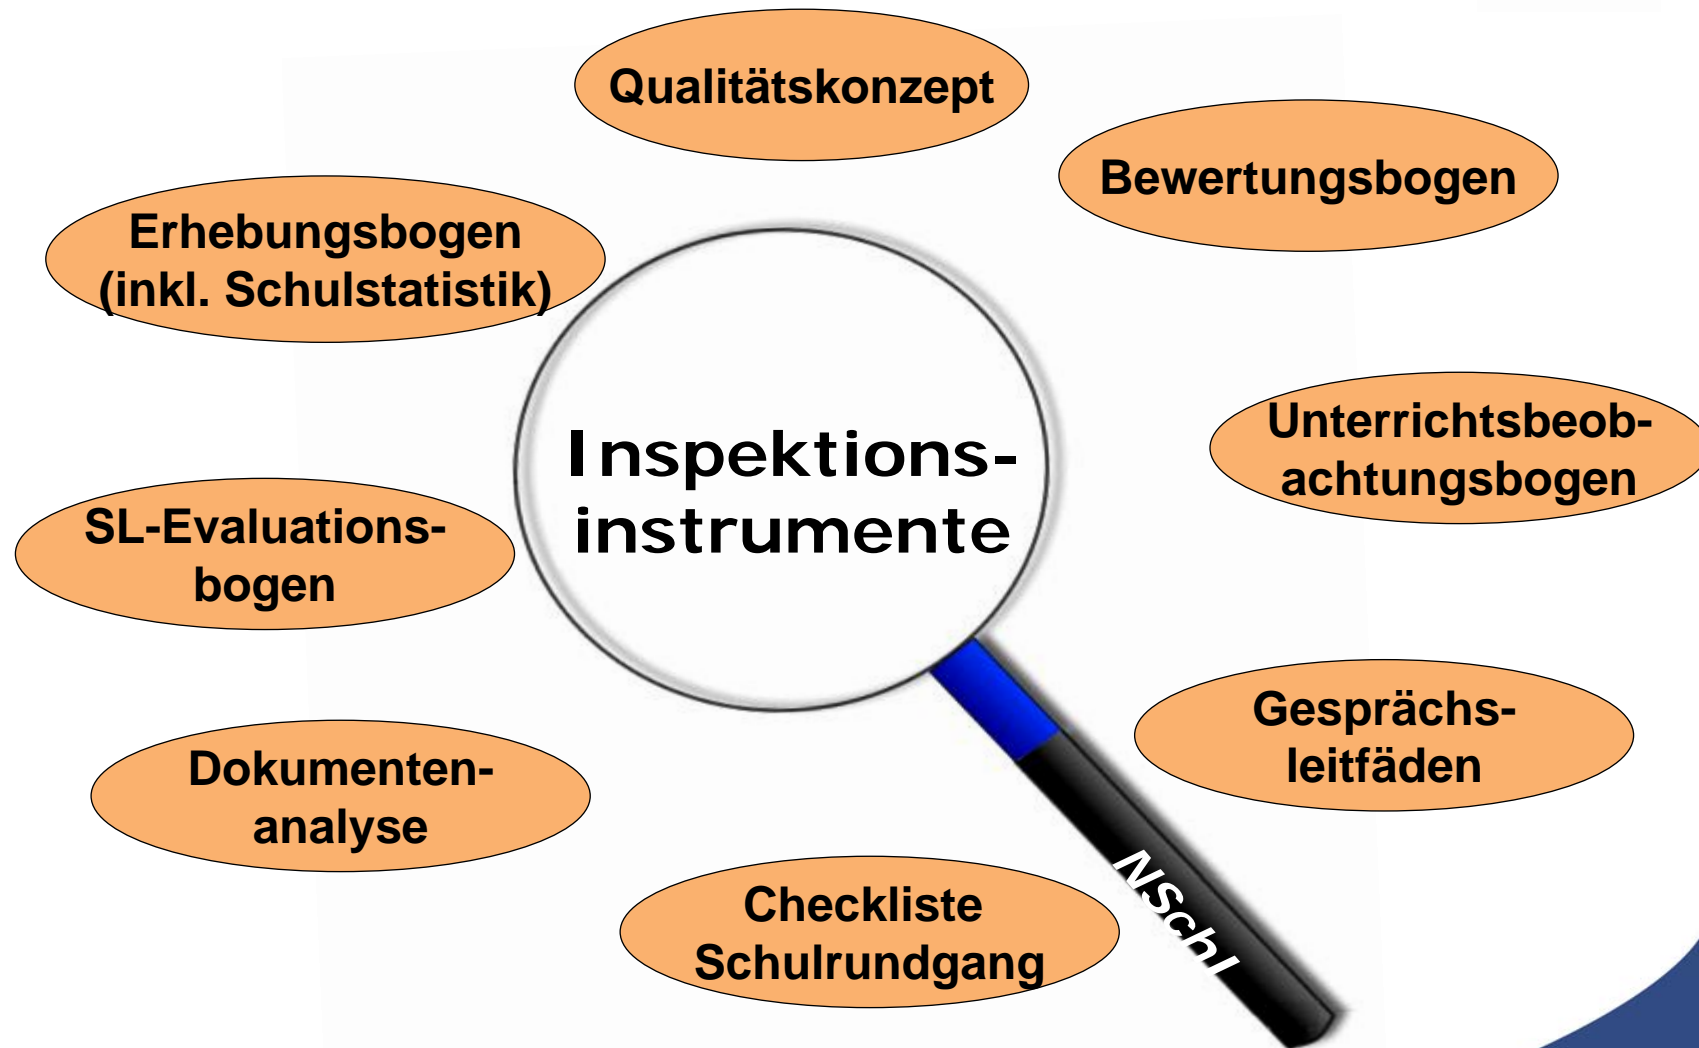 Qualitätskonzept
Bewertungsbogen
Erhebungsbogen
(inkl. Schulstatistik)
Unterrichtsbeob-
achtungsbogen
Inspektions-
instrumente
SL-Evaluations-
bogen
Gesprächs-
leitfäden
Dokumenten-
analyse
Checkliste
Schulrundgang
NSchI